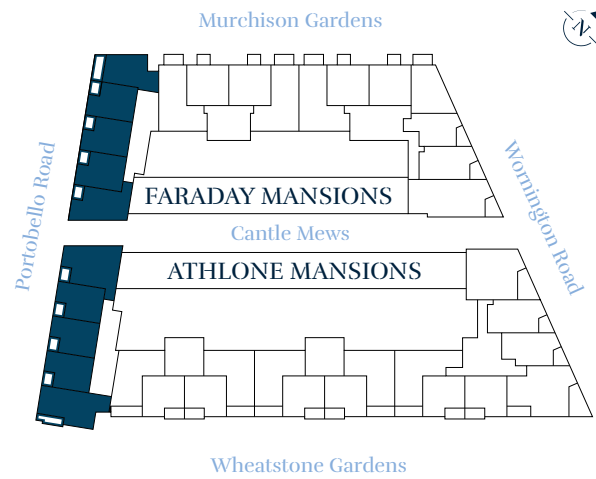 Murchison Gardens
N
Portobello Road
Wornington Road
FARADAY MANSIONS
Cantle Mews
ATHLONE MANSIONS
Wheatstone Gardens